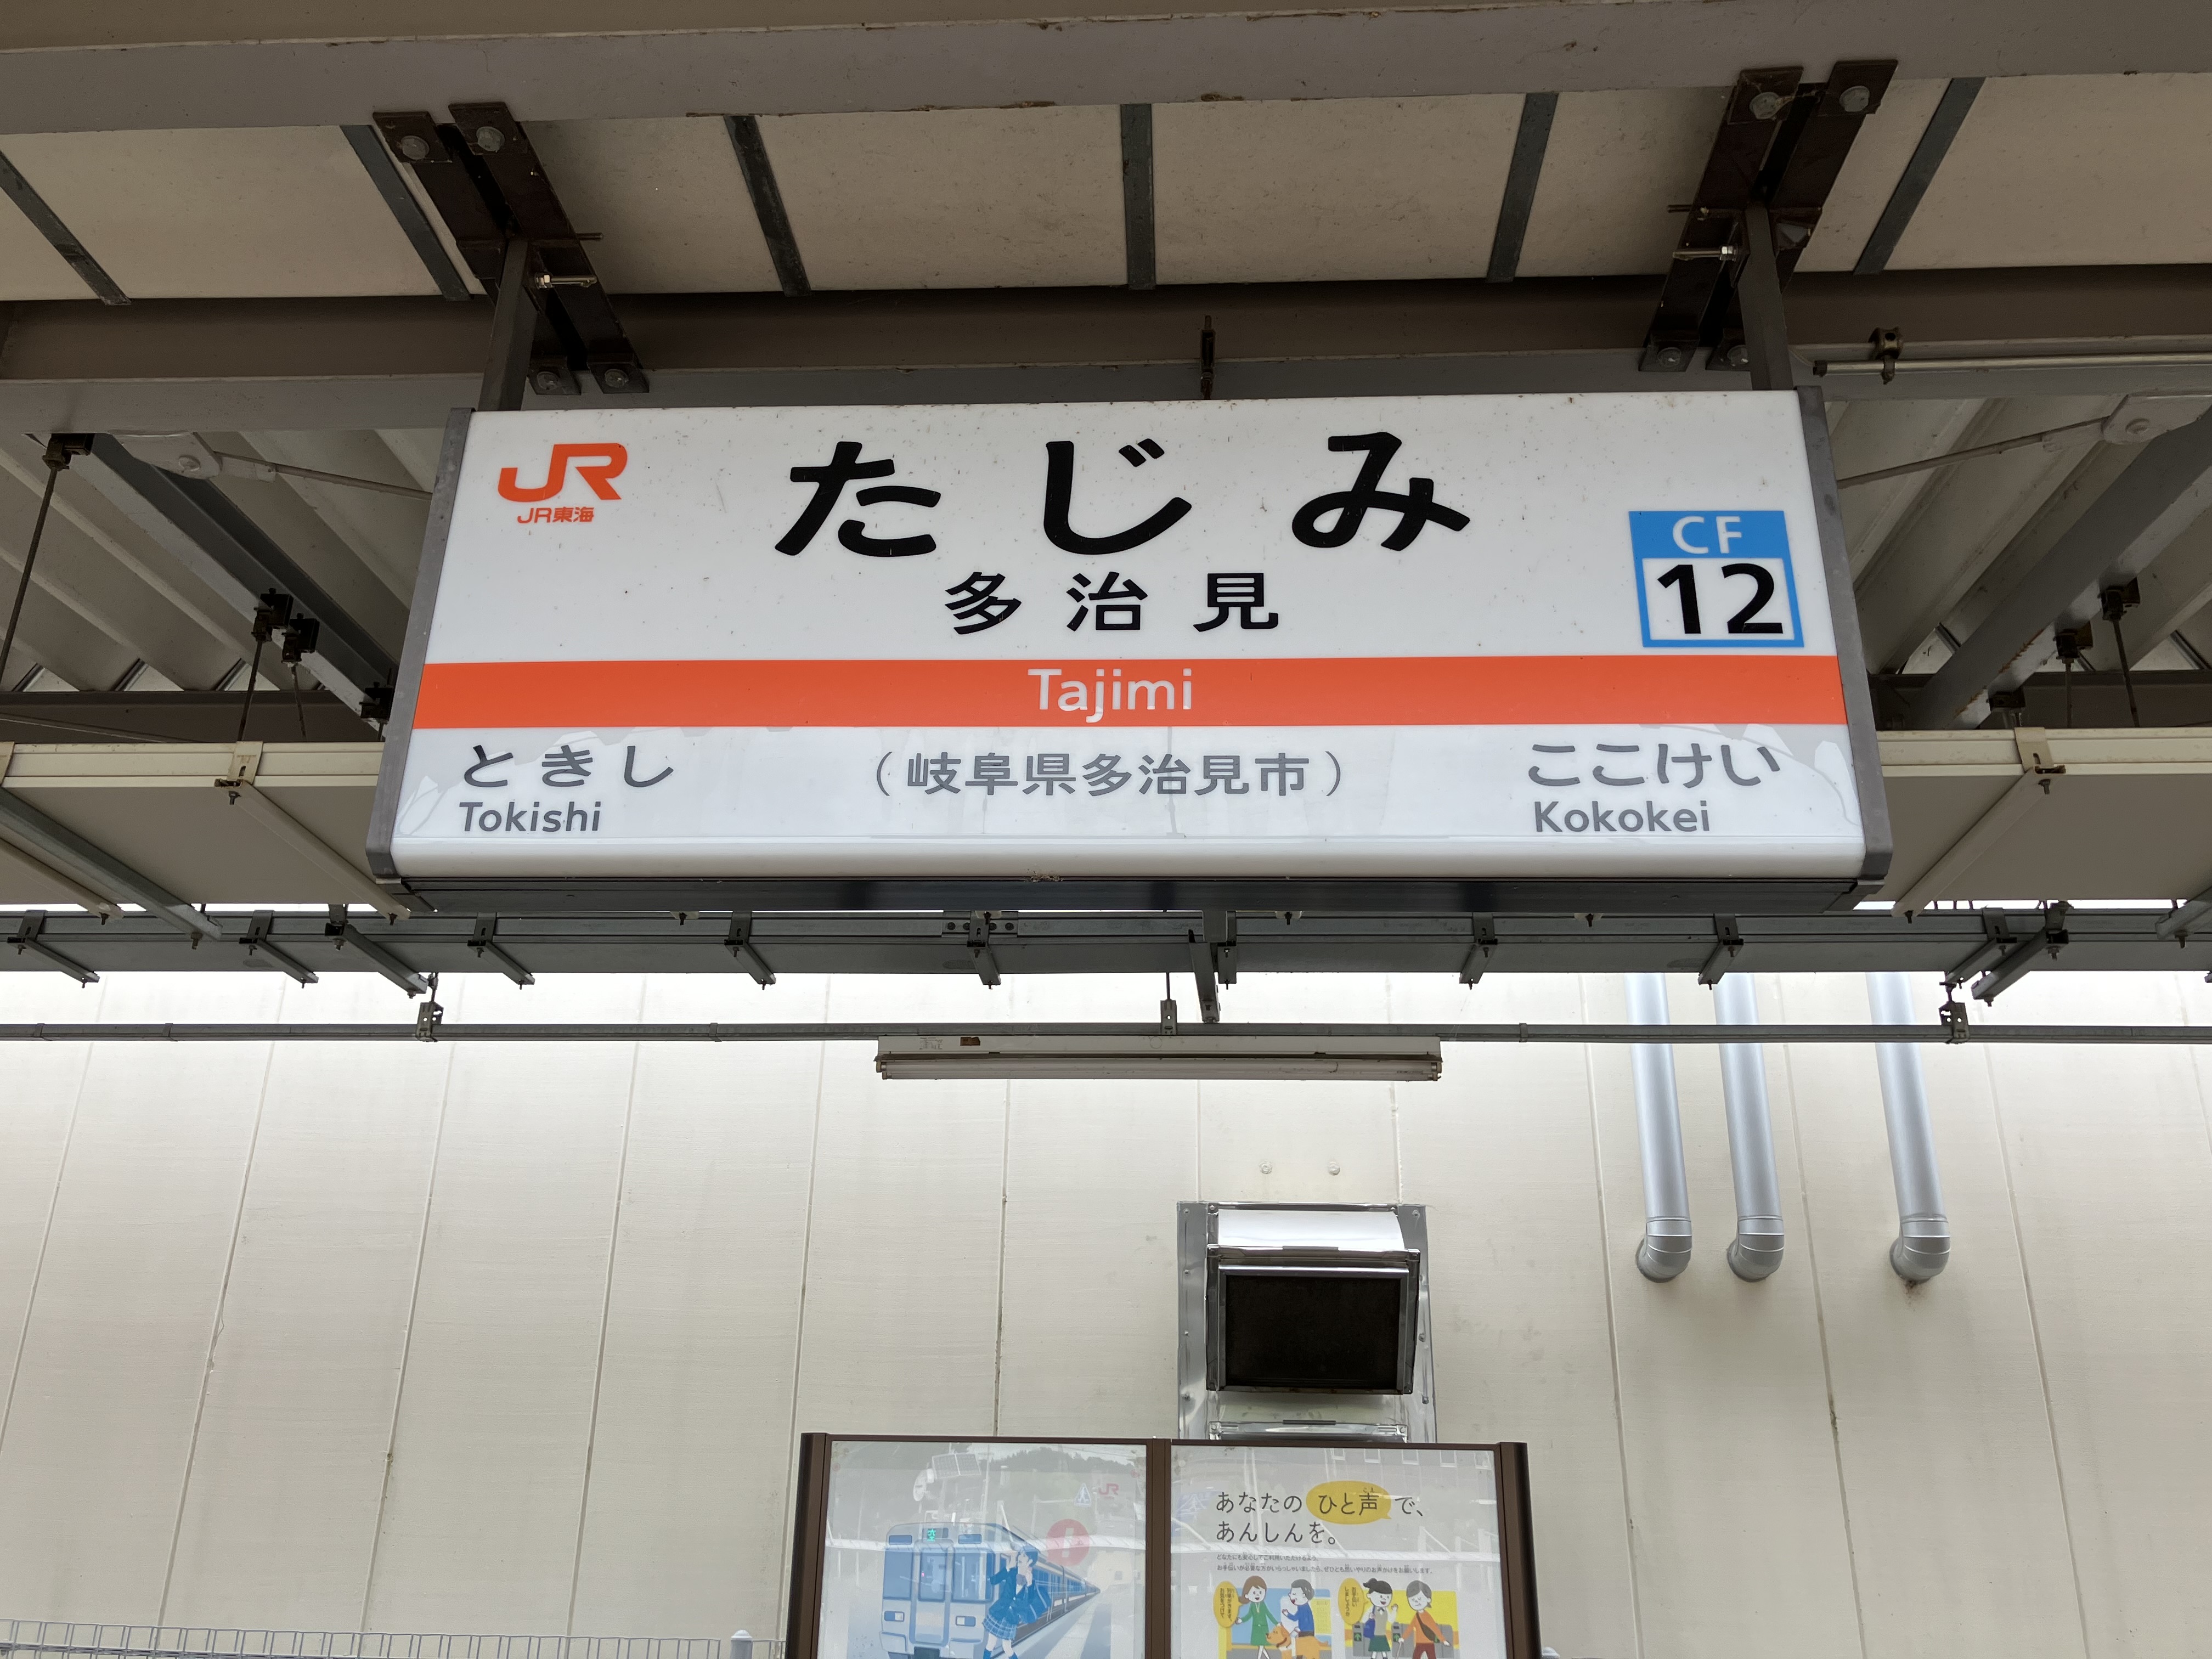 JR
JR東海
たじみ
多治見
CF
12
Tajimi
ときし
Tokishi
(岐阜県多治見市)
ここけい
Kokokei
あなたのひと声で、
あんしんを。